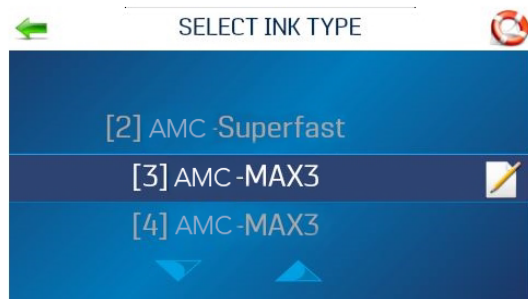 SELECT INK TYPE
[2] AMC -Superfast
[3] AMC -MAX3
[4] AMC -MAX3